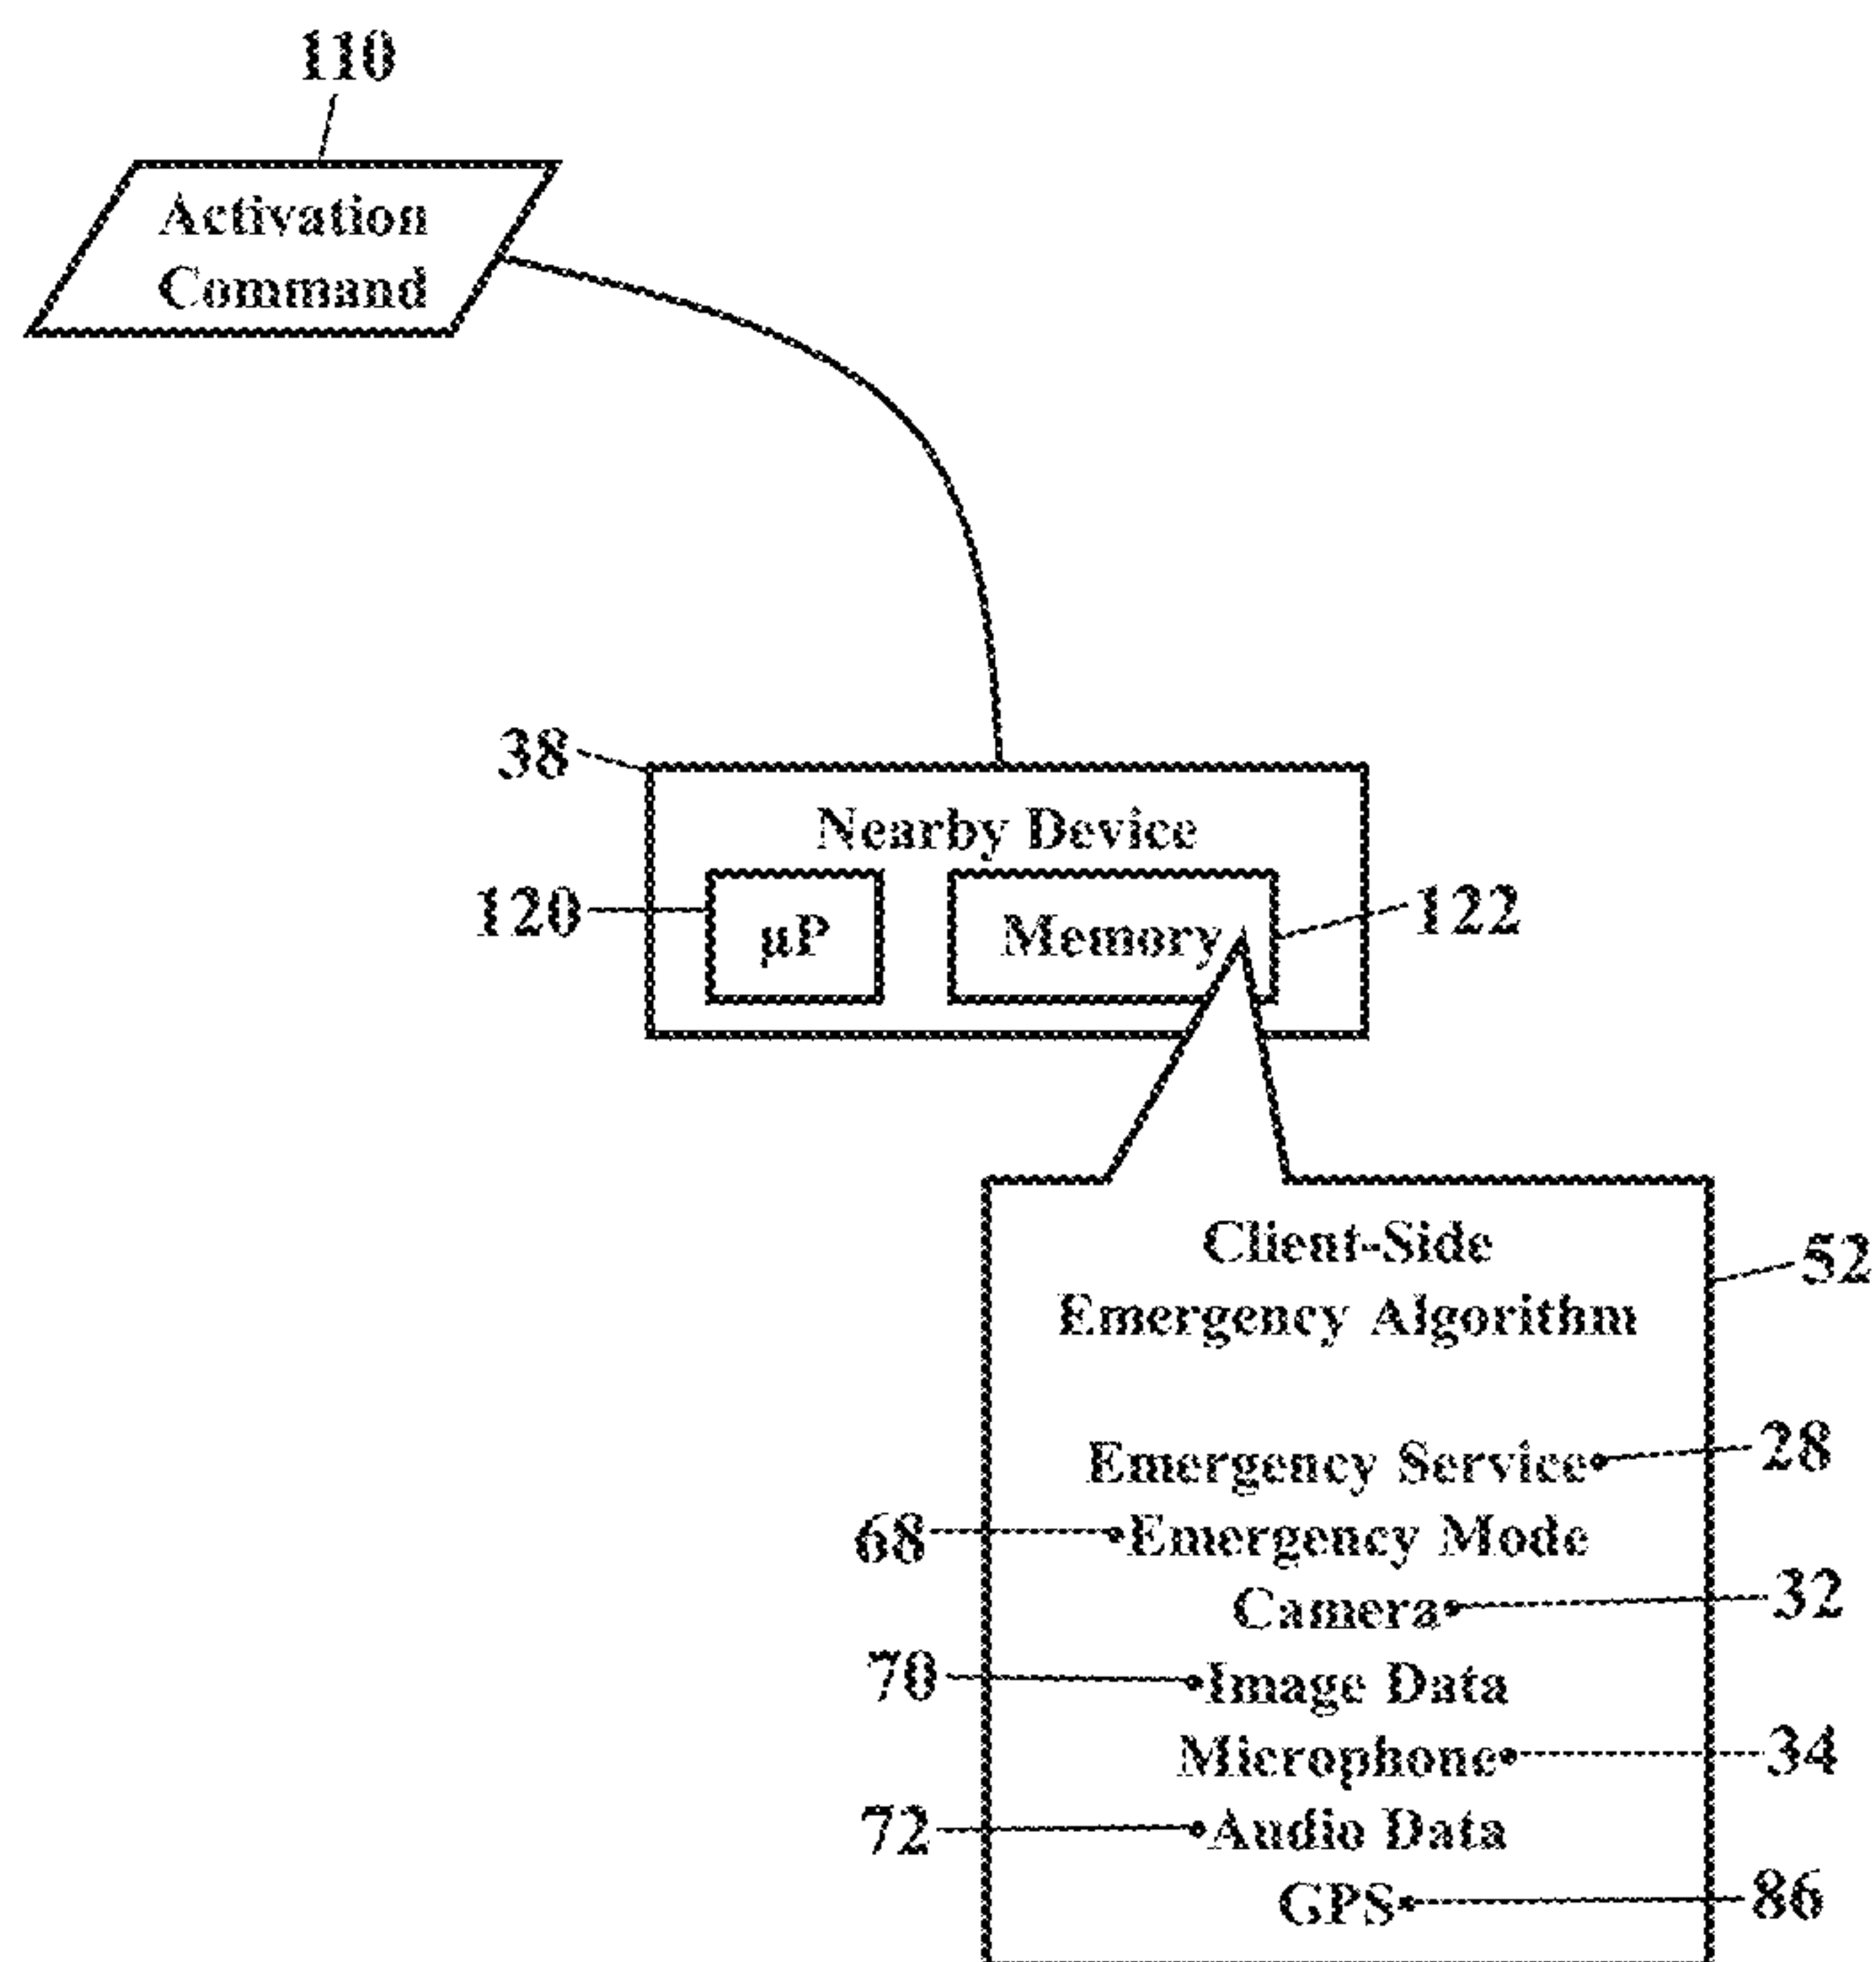 110
Activation
Command
38
Nearby Device
120
µP
Memory
122
Client-Side
Emergency Algorithm
52
Emergency Service
28
68
Emergency Mode
Camera
32
70
Image Data
Microphone
34
72
Audio Data
GPS
86